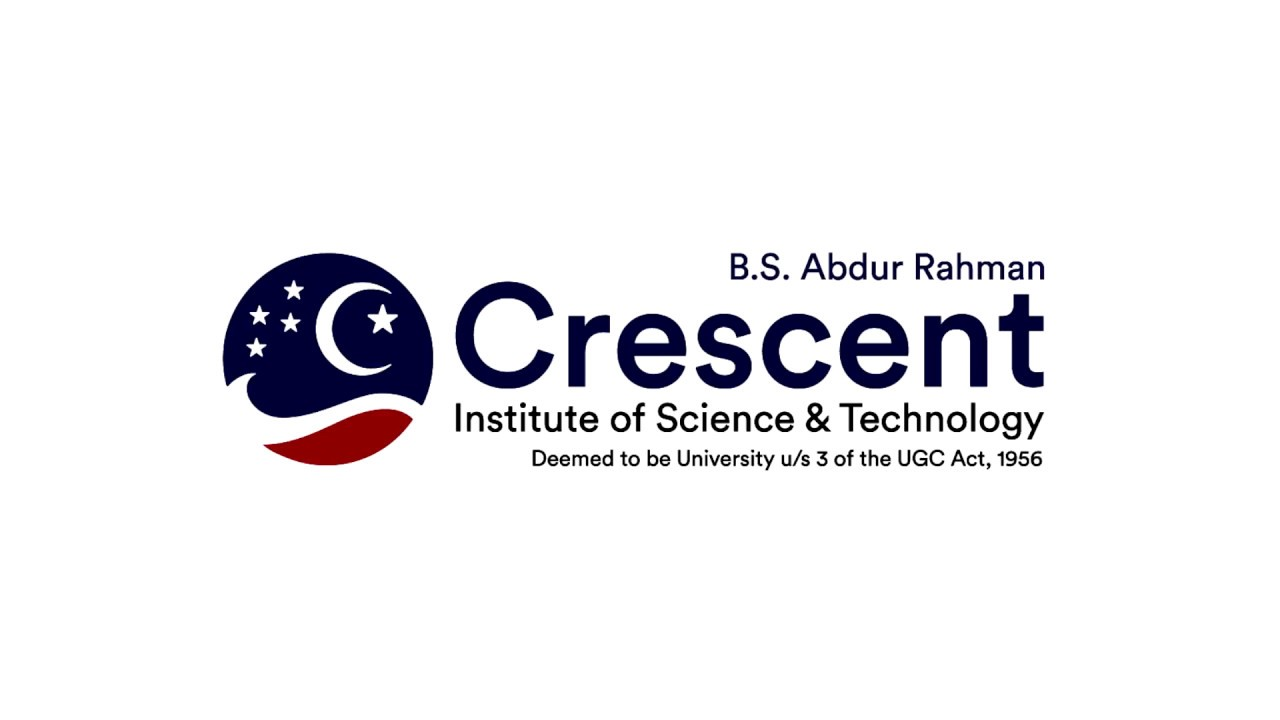 B.S. Abdur Rahman
Crescent
Institute of Science & Technology
Deemed to be University u/s 3 of the UGC Act, 1956